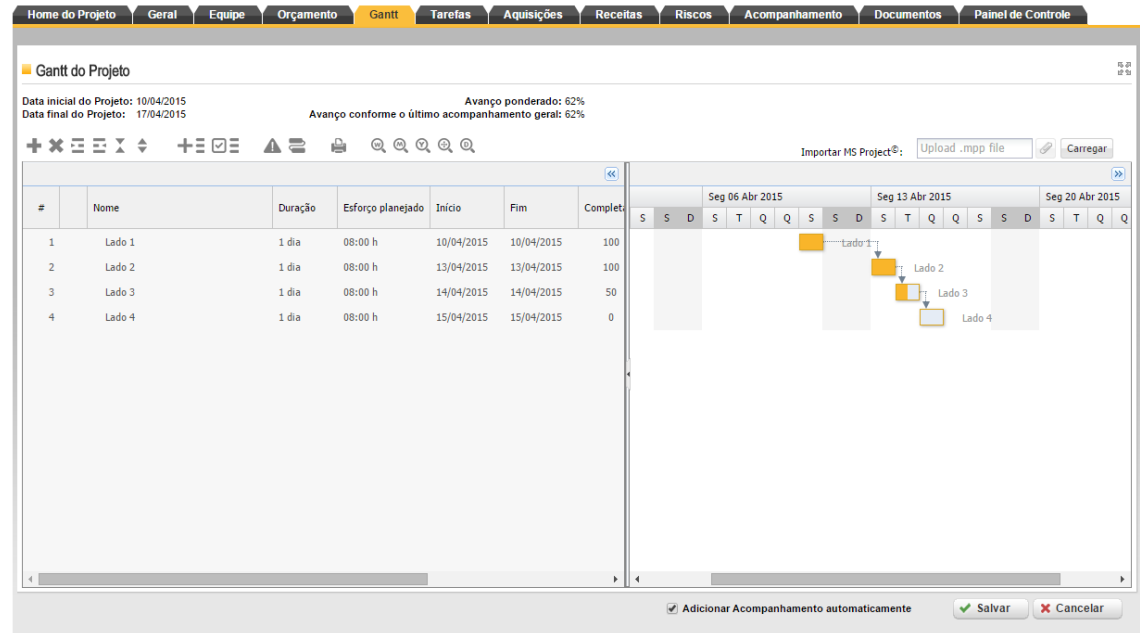 Home do Projeto Geral Equipe Orçamento Gantt Tarefas Aquisições Receitas Riscos Acompanhamento Documentos Painel de Controle
Gantt do Projeto
Data inicial do Projeto: 10/04/2015 Avanço ponderado: 62%
Data final do Projeto: 17/04/2015 Avanço conforme o último acompanhamento geral: 62%
Importar MS Project®: Upload .mpp file Carregar
Seg 06 Abr 2015 Seg 13 Abr 2015 Seg 20 Abr 2015
# Nome Duração Esforço planejado Início Fim Completa
S S D S T Q Q S S D S T Q Q S S D S T Q Q
1 Lado 1 1 dia 08:00 h 10/04/2015 10/04/2015 100 Lado 1
2 Lado 2 1 dia 08:00 h 13/04/2015 13/04/2015 100 Lado 2
3 Lado 3 1 dia 08:00 h 14/04/2015 14/04/2015 50 Lado 3
4 Lado 4 1 dia 08:00 h 15/04/2015 15/04/2015 0 Lado 4
Adicionar Acompanhamento automaticamente Salvar Cancelar